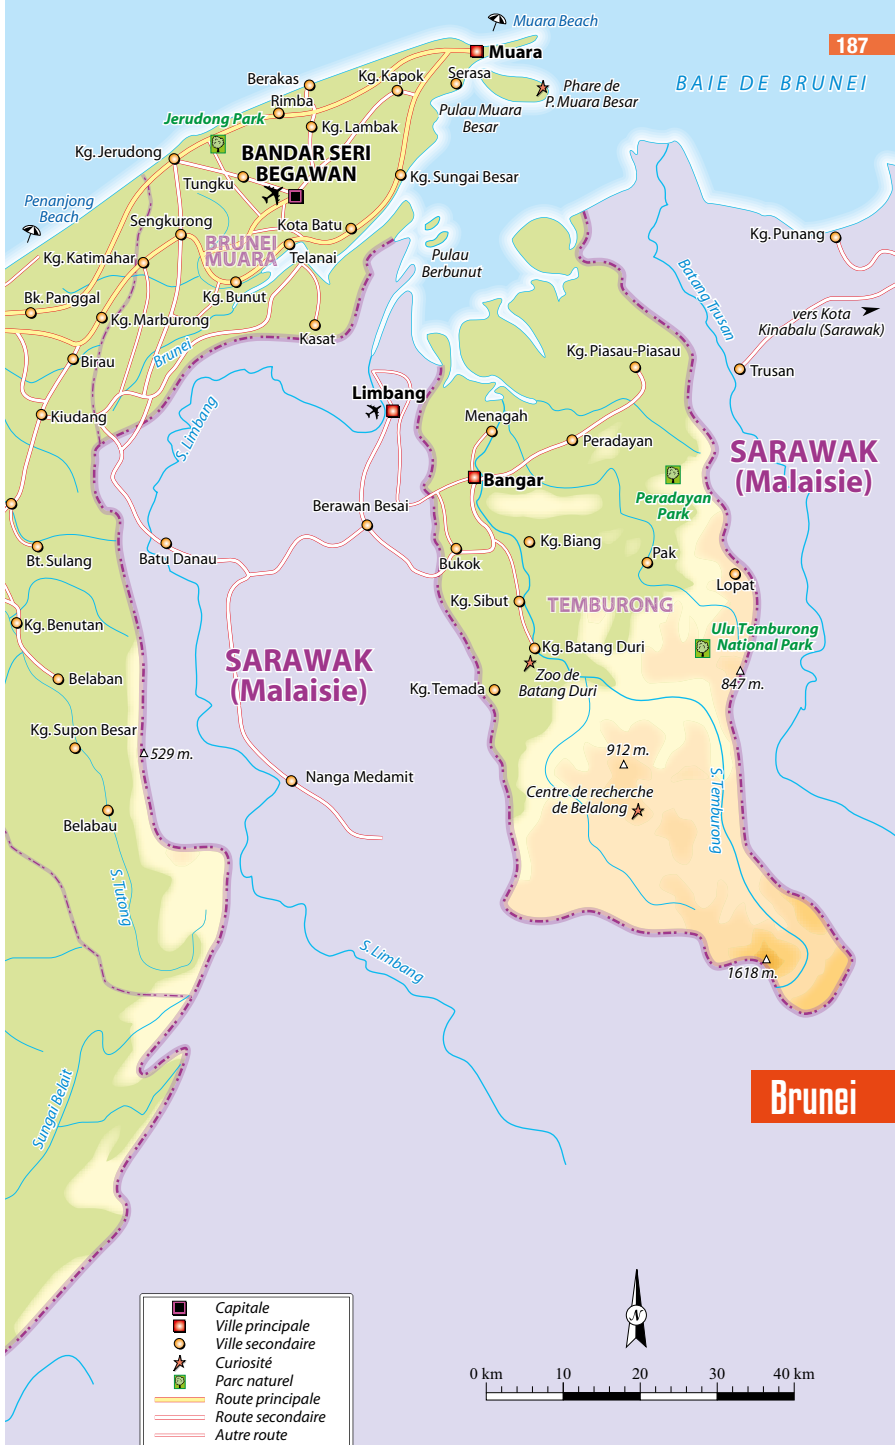 Muara Beach
187
Muara
BAIE DE BRUNEI
Berakas
Kg. Kapok
Serasa
Phare de
P. Muara Besar
Rimba
Pulau Muara
Besar
Jerudong Park
Kg. Lambak
Kg. Jerudong
BANDAR SERI
BEGAWAN
Tungku
Kg. Sungai Besar
Penanjong
Beach
Sengkurong
Kota Batu
Kg. Punang
BRUNEI
MUARA
Telanai
Pulau
Berbunut
Kg. Katimahar
Batang Trusan
Bk. Panggal
Kg. Bunut
vers Kota
Kinabalu (Sarawak)
Kg. Marburong
Kasat
Brunei
Kg. Piasau-Piasau
Birau
Trusan
Limbang
S. Limbang
Kiudang
Menagah
Peradayan
SARAWAK
(Malaisie)
Bangar
Peradayan
Park
Berawan Besai
Kg. Biang
Bt. Sulang
Batu Danau
Bukok
Pak
Lopat
Kg. Sibut
TEMBURONG
Kg. Benutan
Ulu Temburong
National Park
Kg. Batang Duri
SARAWAK
(Malaisie)
Belaban
Zoo de
Batang Duri
847 m.
Kg. Temada
Kg. Supon Besar
529 m.
912 m.
Nanga Medamit
Centre de recherche
de Belalong
S. Temburong
Belabau
S. Tutong
S. Limbang
1618 m.
Sungai Belait
Brunei
N
Capitale
Ville principale
Ville secondaire
Curiosité
Parc naturel
Route principale
Route secondaire
Autre route
0 km 10 20 30 40 km